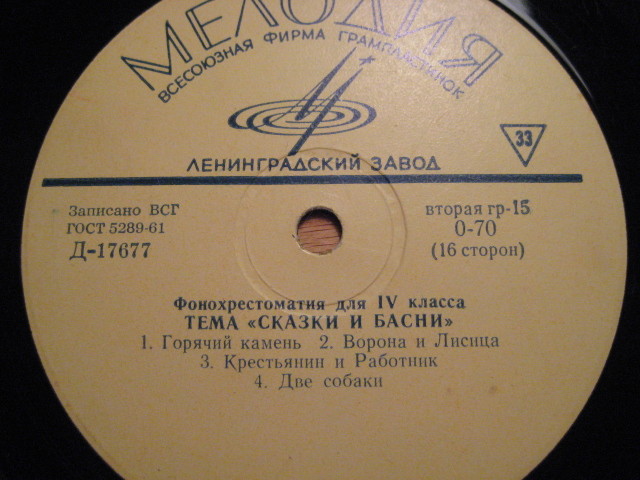 МЕЛОДИЯ
ВСЕСОЮЗНАЯ ФИРМА ГРАМПЛАСТИНОК
33
ЛЕНИНГРАДСКИЙ ЗАВОД
Записано ВСГ
ГОСТ 5289-61
Д-17677
вторая гр-15
0-70
(16 сторон)
Фонохрестоматия для IV класса
ТЕМА «СКАЗКИ И БАСНИ»
1. Горячий камень 2. Ворона и Лисица
3. Крестьянин и Работник
4. Две собаки